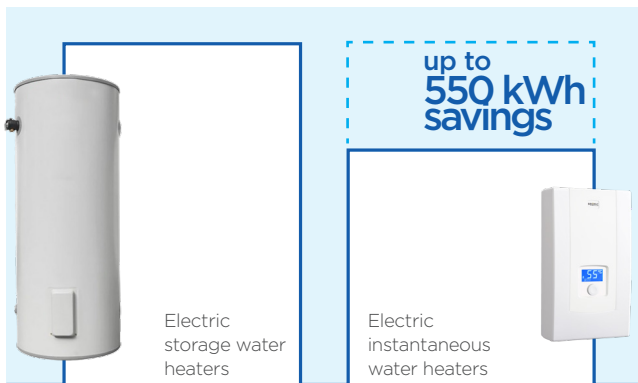 up to
550 kWh
savings
55°
Electric
storage water
heaters
Electric
instantaneous
water heaters